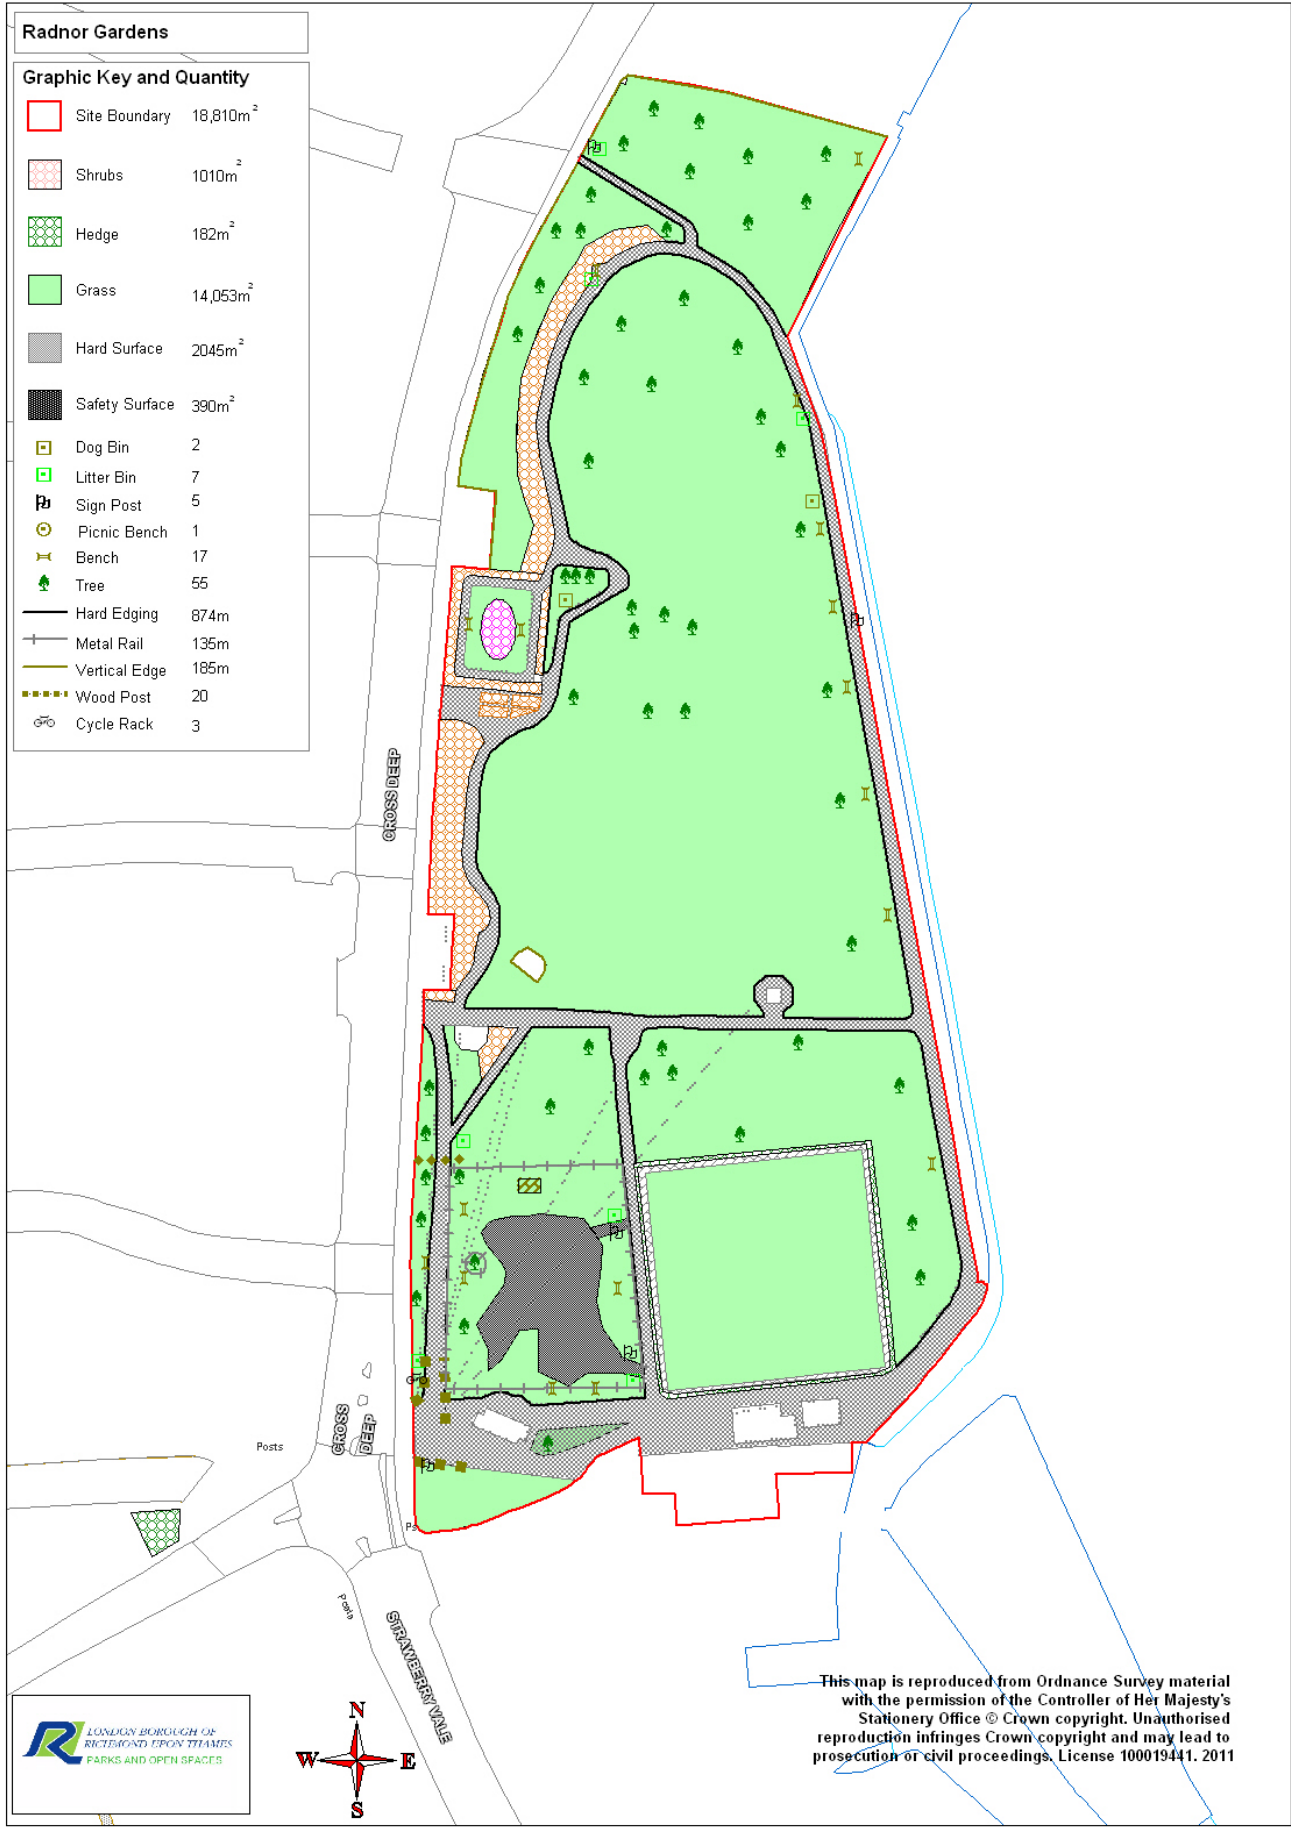 Radnor Gardens
Graphic Key and Quantity
Site Boundary 18,810m²
Shrubs 1010m²
Hedge 182m²
Grass 14,053m²
Hard Surface 2045m²
Safety Surface 390m²
Dog Bin 2
Litter Bin 7
Sign Post 5
Picnic Bench 1
Bench 17
Tree 55
Hard Edging 874m
Metal Rail 135m
Vertical Edge 185m
Wood Post 20
Cycle Rack 3
CROSS DEEP
CROSS
DEEP
Posts
Ps
Posts
STRAWBERRY VALE
LONDON BOROUGH OF
RICHMOND UPON THAMES
PARKS AND OPEN SPACES
N
W E
S
This map is reproduced from Ordnance Survey material
with the permission of the Controller of Her Majesty's
Stationery Office © Crown copyright. Unauthorised
reproduction infringes Crown copyright and may lead to
prosecution or civil proceedings. License 100019441. 2011